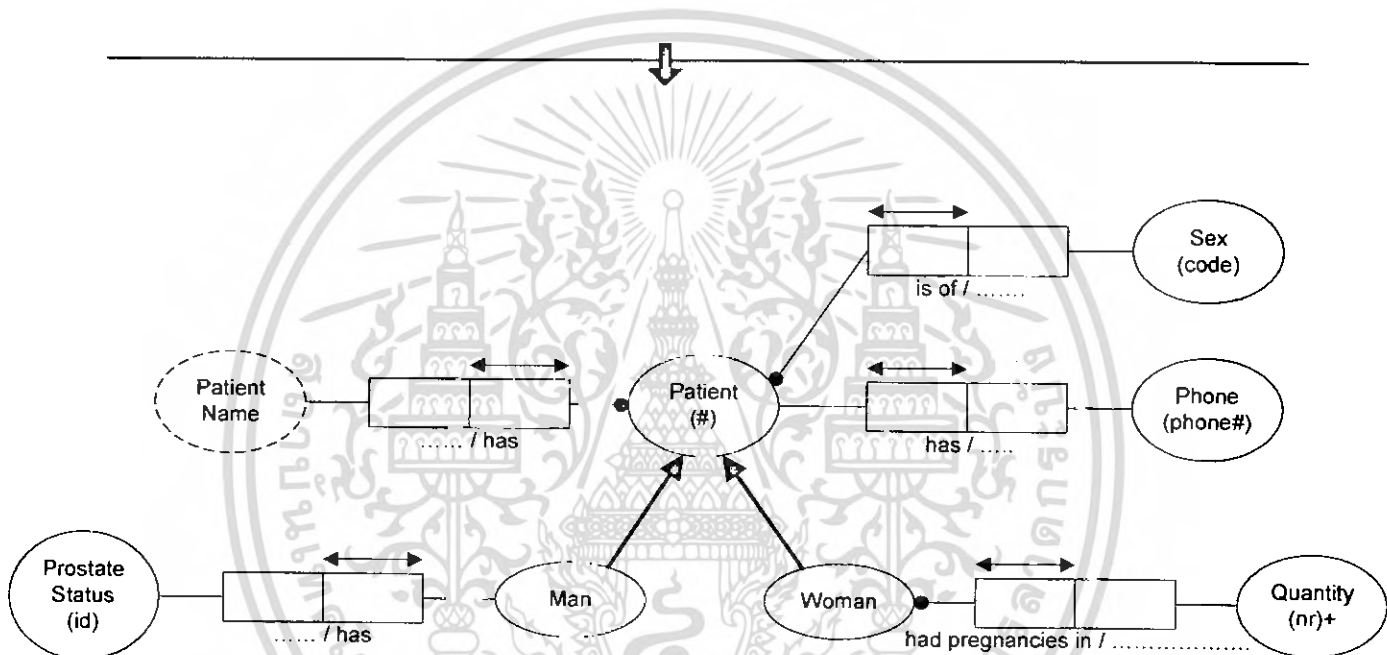 Sex
(code)
is of / .......
Patient
Name
...... / has
Patient
(#)
has / .....
Phone
(phone#)
Prostate
Status
(id)
...... / has
Man
Woman
had pregnancies in / ........................
Quantity
(nr)+